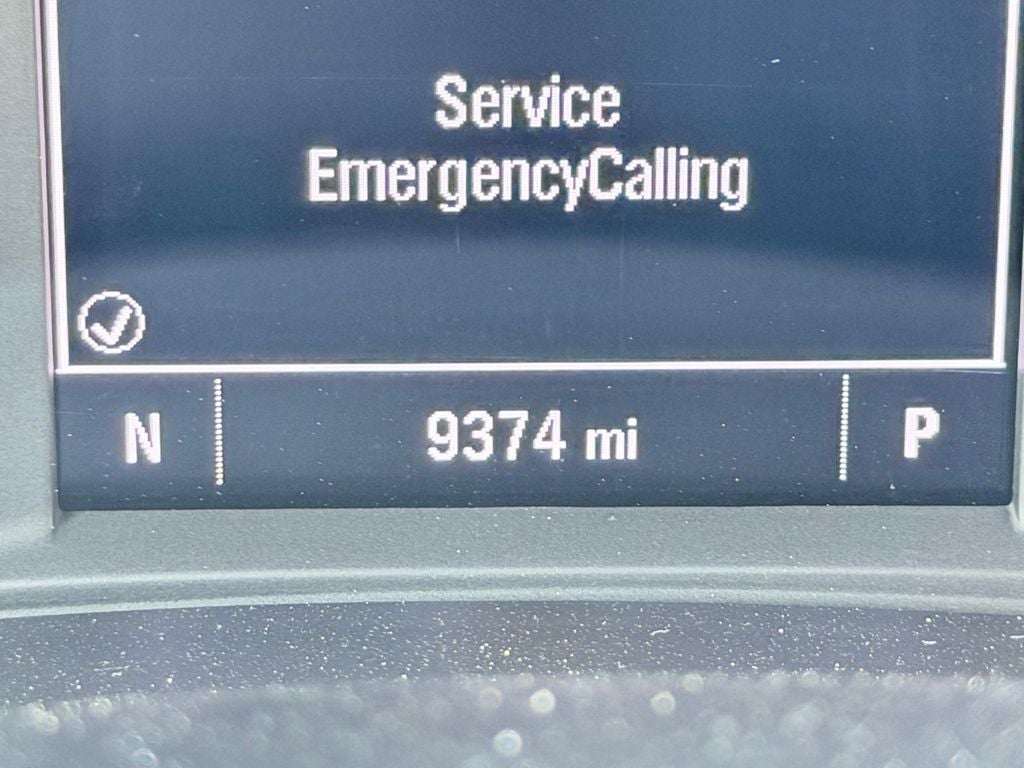 Service
EmergencyCalling
N 9374 mi P